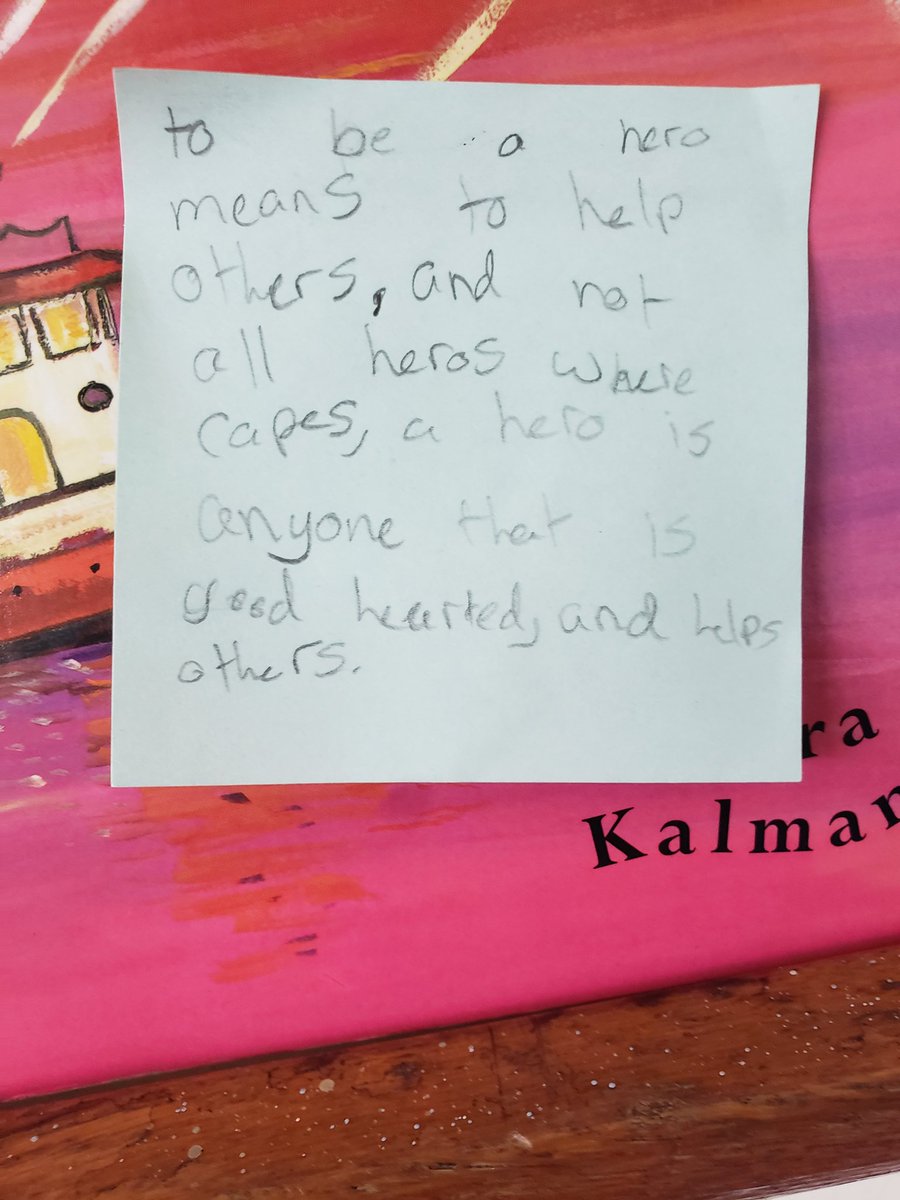 to be a hero
means to help
others, and not
all heros where
capes, a hero is
anyone that is
good hearted, and helps
others.
ra
Kalman